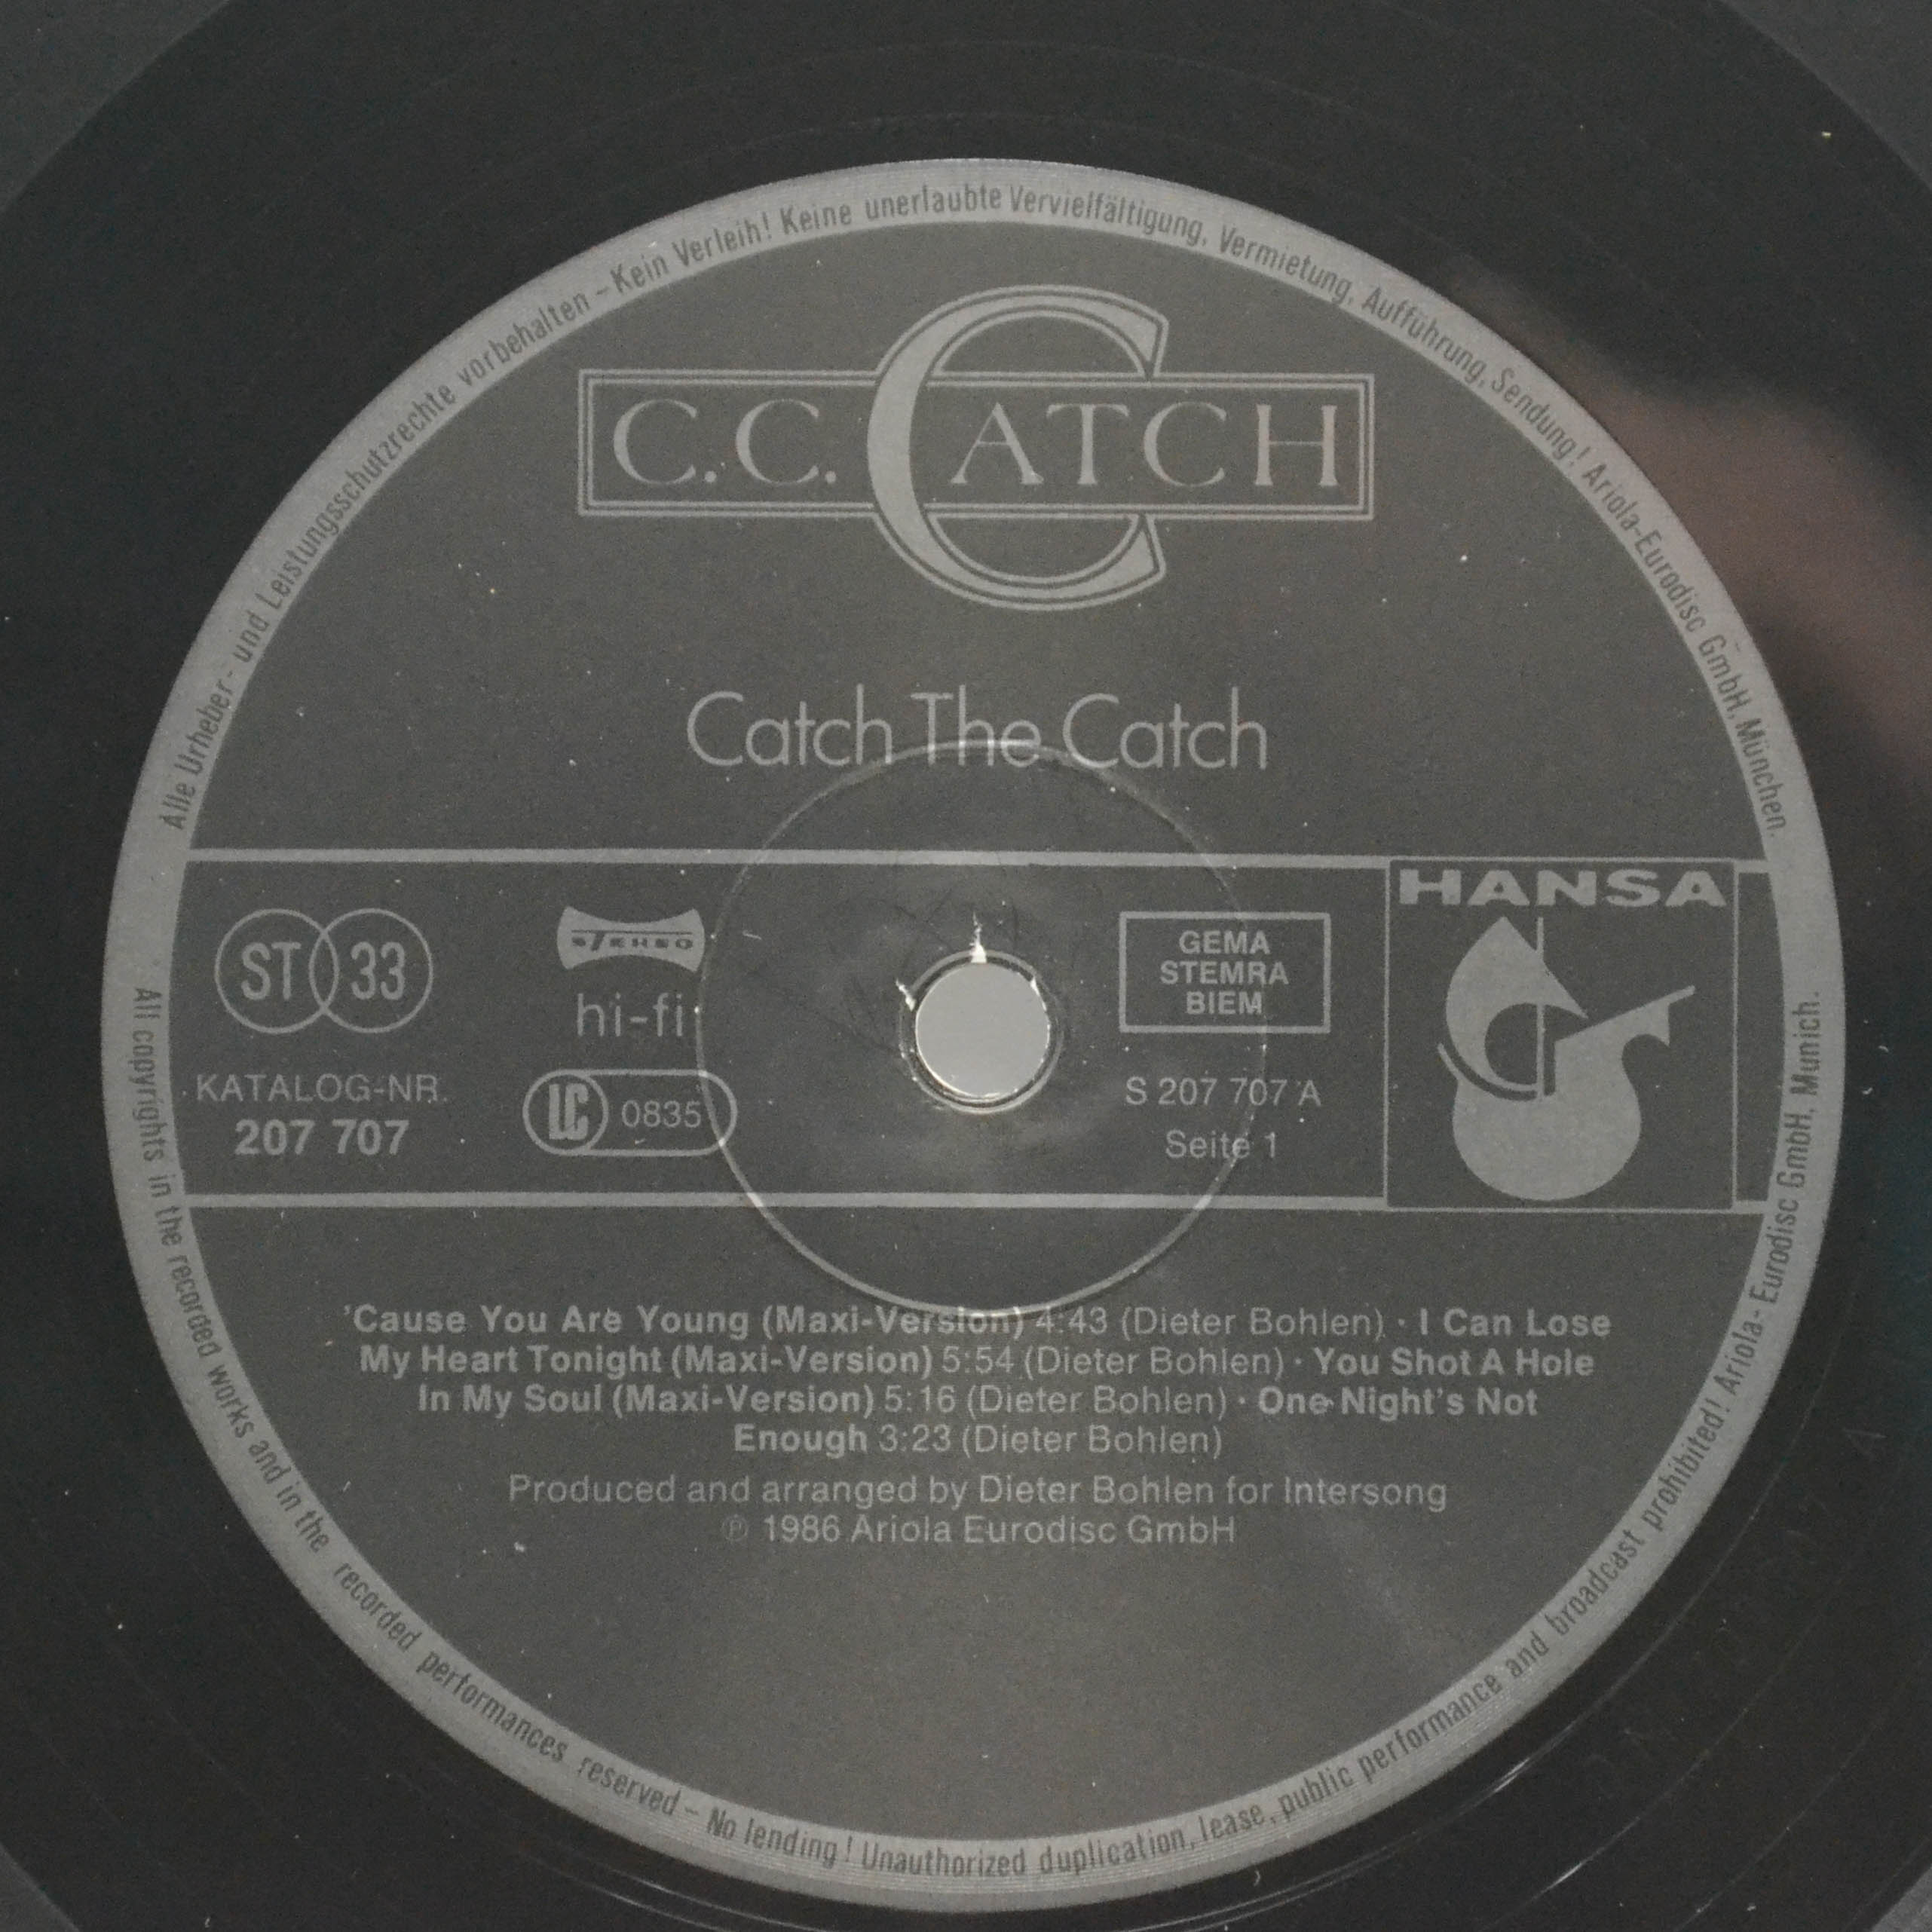 Alle Urheber- und Leistungsschutzrechte vorbehalten – Kein Verleih! Keine unerlaubte Vervielfältigung, Vermietung, Aufführung, Sendung! Ariola-Eurodisc GmbH, München.
C.C. CATCH
Catch The Catch
HANSA
ST 33
STEREO
hi-fi
GEMA
STEMRA
BIEM
KATALOG-NR.
207 707
LC 0835
S 207 707 A
Seite 1
'Cause You Are Young (Maxi-Version) 4:43 (Dieter Bohlen) · I Can Lose
My Heart Tonight (Maxi-Version) 5:54 (Dieter Bohlen) · You Shot A Hole
In My Soul (Maxi-Version) 5:16 (Dieter Bohlen) · One Night's Not
Enough 3:23 (Dieter Bohlen)
Produced and arranged by Dieter Bohlen for Intersong
℗ 1986 Ariola Eurodisc GmbH
All copyrights in the recorded works and in the recorded performances reserved – No lending! Unauthorized duplication, lease, public performance and broadcast prohibited! Ariola-Eurodisc GmbH, Munich.